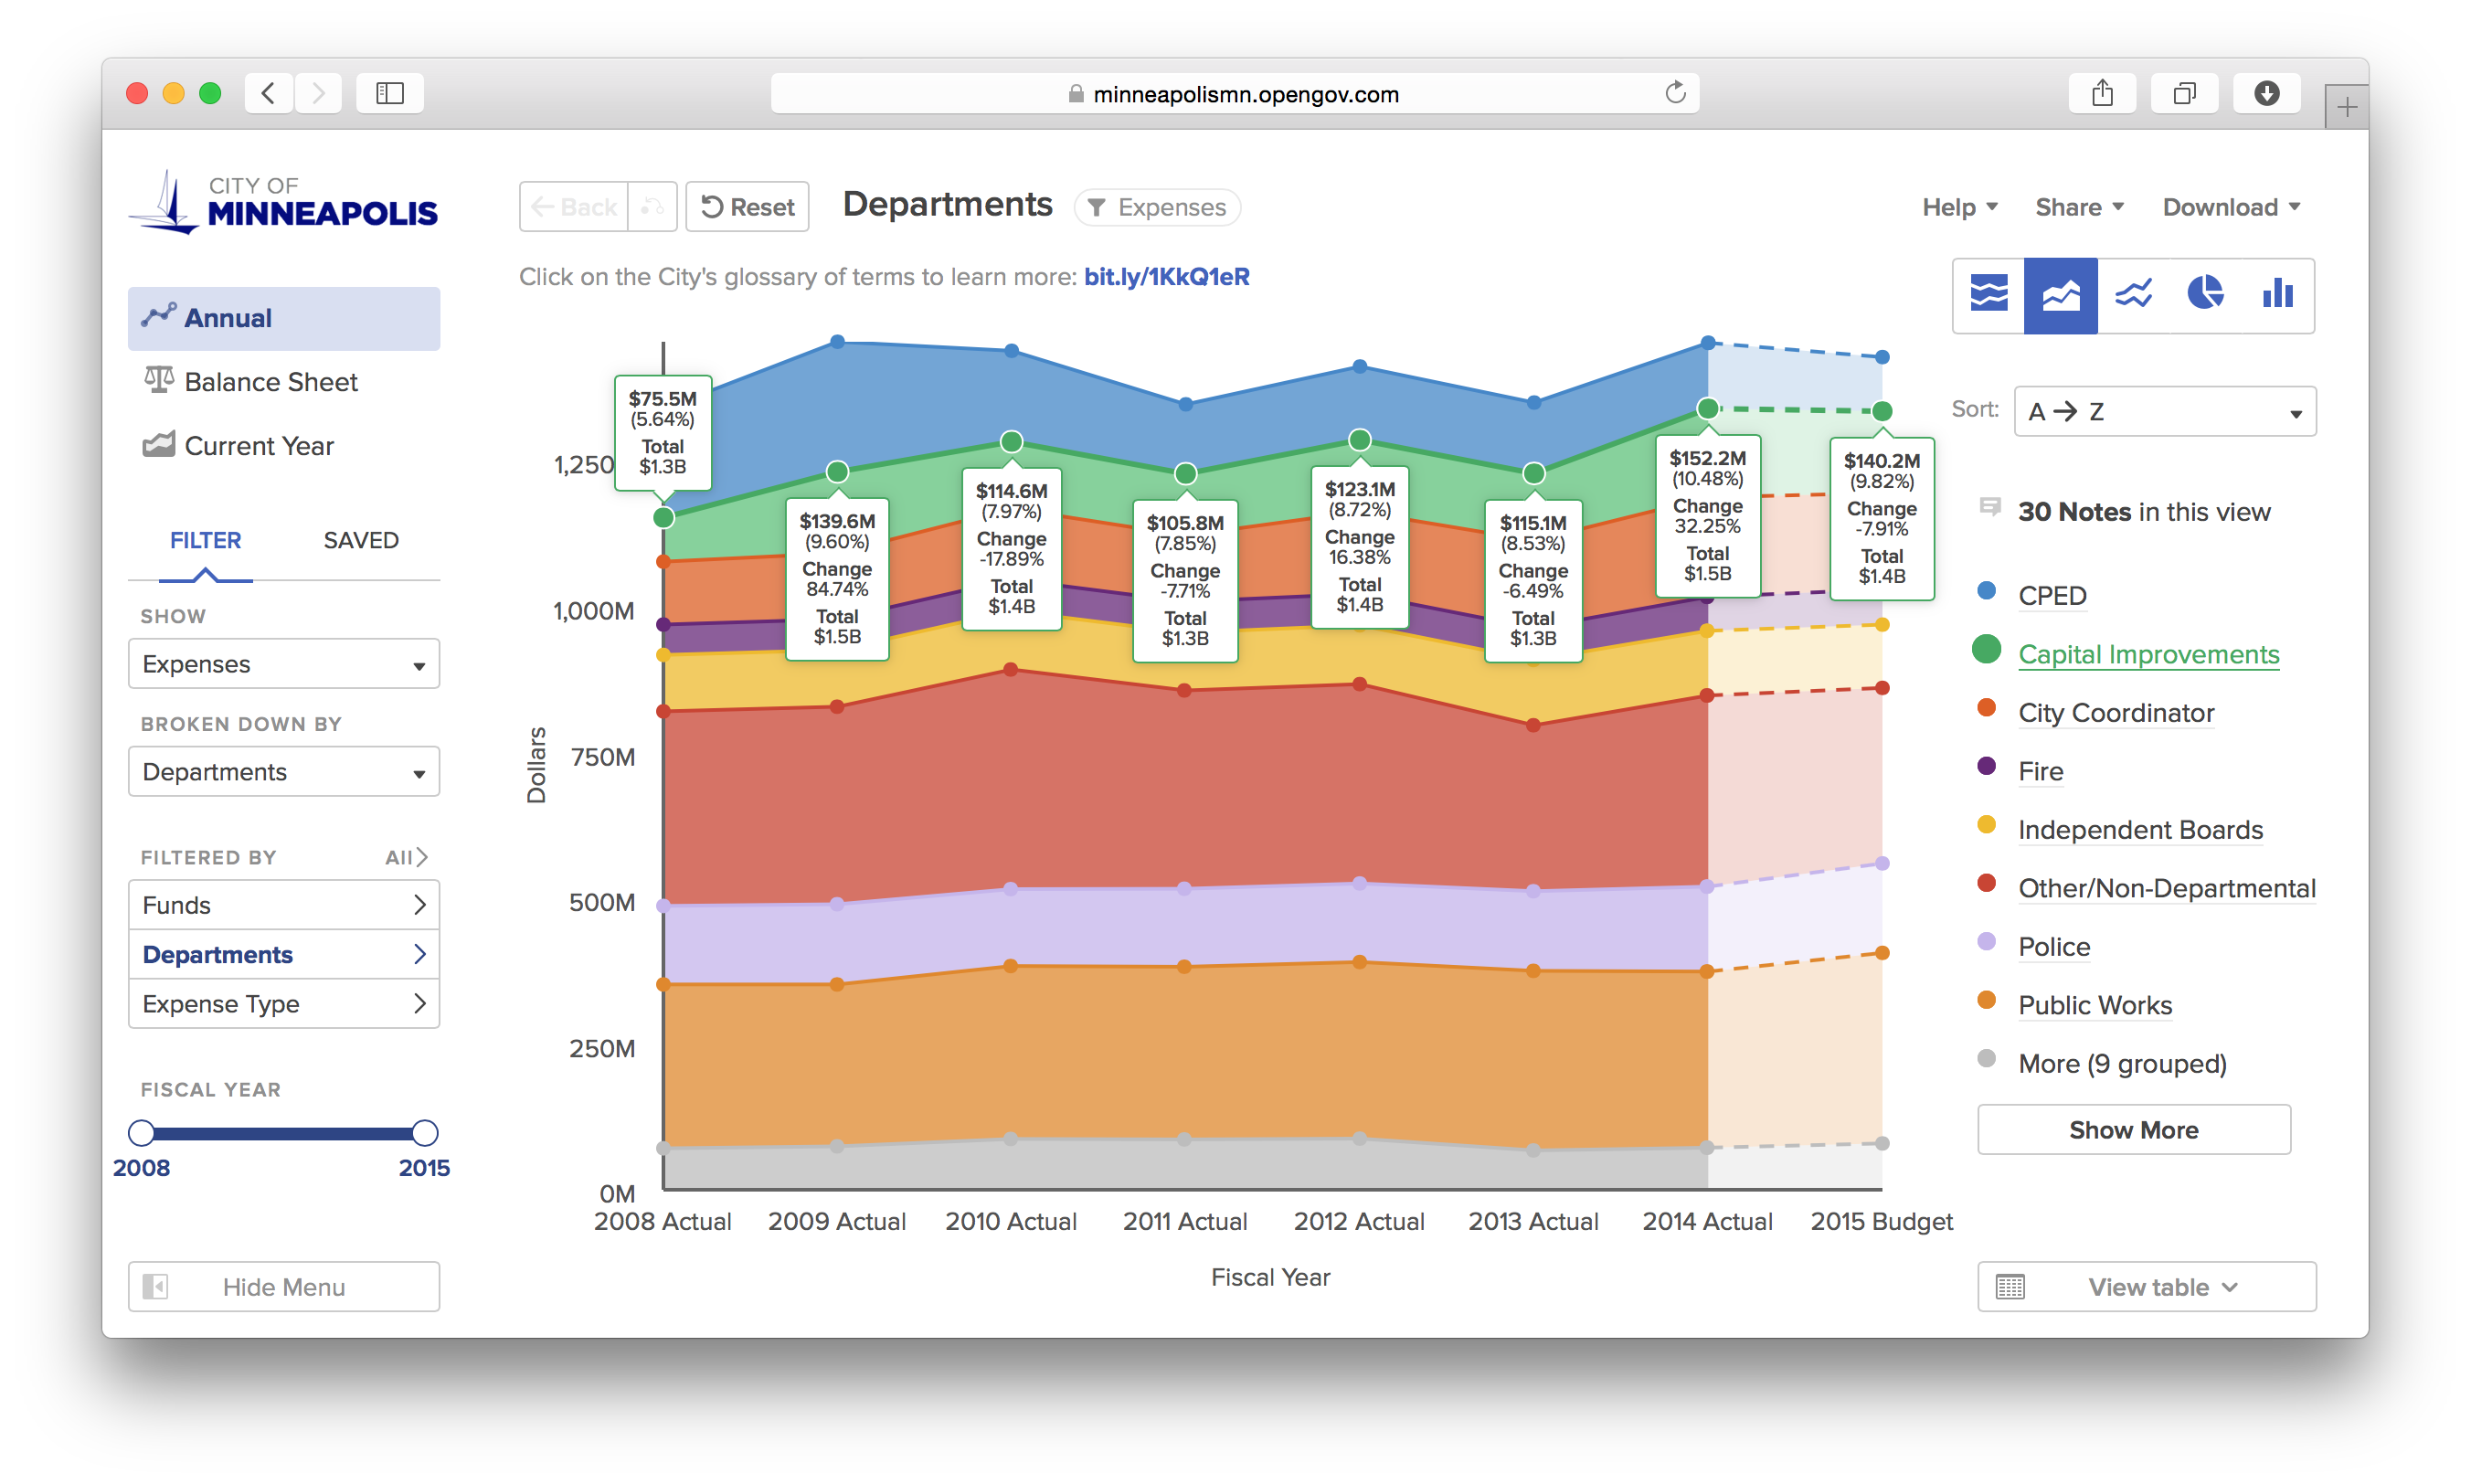 minneapolismn.opengov.com
CITY OF
MINNEAPOLIS
Annual
Balance Sheet
Current Year
FILTER
SAVED
SHOW
Expenses
BROKEN DOWN BY
Departments
FILTERED BY
All
Funds
Departments
Expense Type
FISCAL YEAR
2008
2015
Hide Menu
Back
Reset
Departments
Expenses
Help
Share
Download
Click on the City's glossary of terms to learn more: bit.ly/1KkQ1eR
Dollars
1,250
1,000M
750M
500M
250M
0M
$75.5M
(5.64%)
Total
$1.3B
$139.6M
(9.60%)
Change
84.74%
Total
$1.5B
$114.6M
(7.97%)
Change
-17.89%
Total
$1.4B
$105.8M
(7.85%)
Change
-7.71%
Total
$1.3B
$123.1M
(8.72%)
Change
16.38%
Total
$1.4B
$115.1M
(8.53%)
Change
-6.49%
Total
$1.3B
$152.2M
(10.48%)
Change
32.25%
Total
$1.5B
$140.2M
(9.82%)
Change
-7.91%
Total
$1.4B
2008 Actual
2009 Actual
2010 Actual
2011 Actual
2012 Actual
2013 Actual
2014 Actual
2015 Budget
Fiscal Year
Sort:
A → Z
30 Notes in this view
CPED
Capital Improvements
City Coordinator
Fire
Independent Boards
Other/Non-Departmental
Police
Public Works
More (9 grouped)
Show More
View table